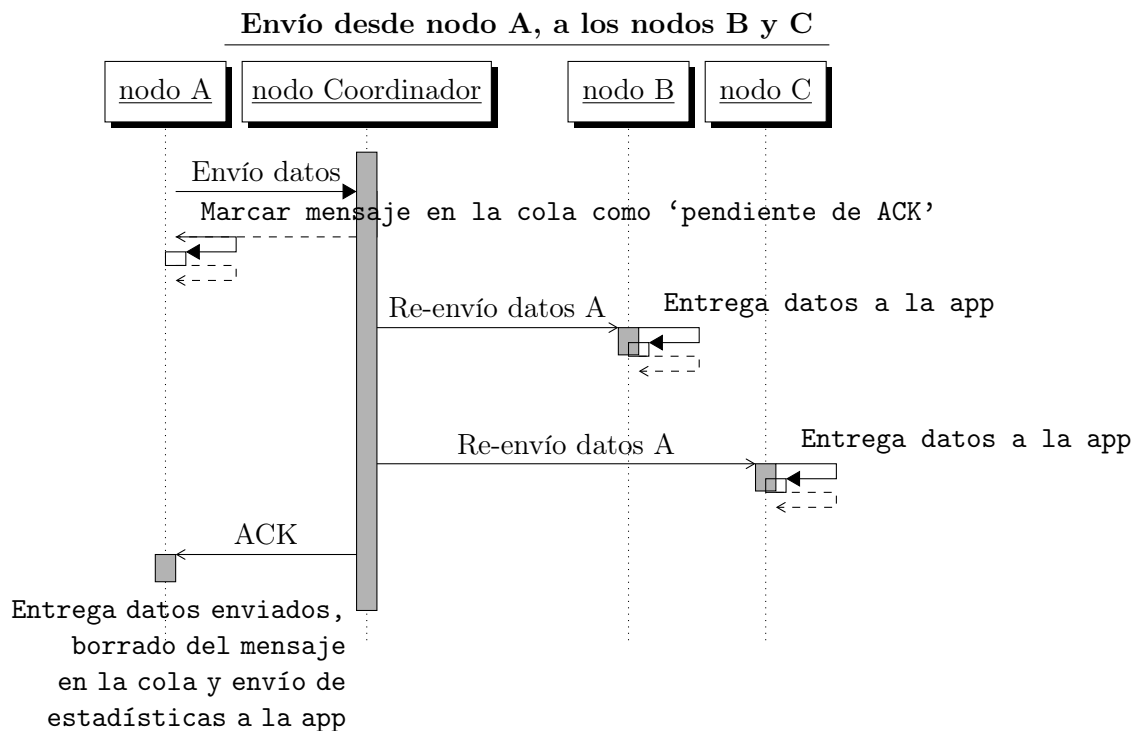 Envío desde nodo A, a los nodos B y C
nodo A
nodo Coordinador
nodo B
nodo C
Envío datos
Marcar mensaje en la cola como ‘pendiente de ACK’
Re-envío datos A
Entrega datos a la app
Re-envío datos A
Entrega datos a la app
ACK
Entrega datos enviados,
borrado del mensaje
en la cola y envío de
estadísticas a la app